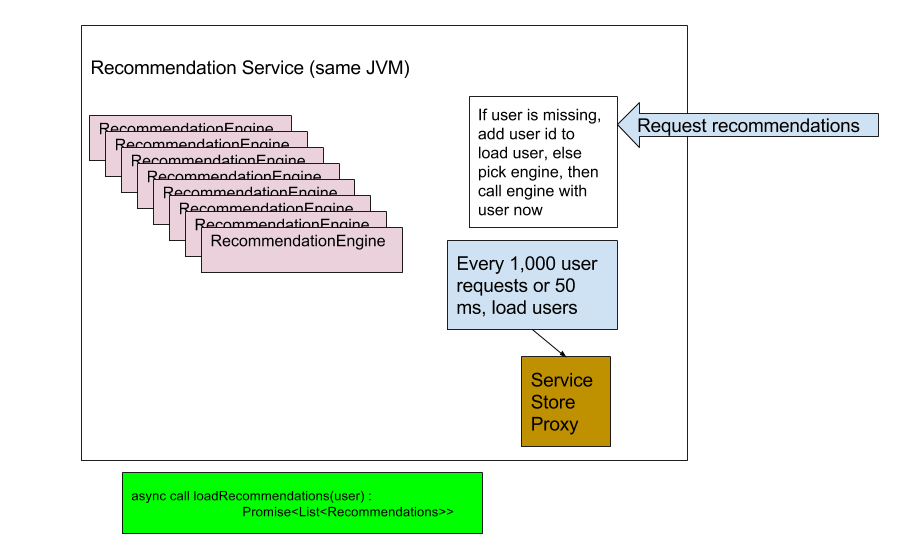 Recommendation Service (same JVM)
RecommendationEngine
RecommendationEngine
RecommendationEngine
RecommendationEngine
RecommendationEngine
RecommendationEngine
RecommendationEngine
RecommendationEngine
If user is missing,
add user id to
load user, else
pick engine, then
call engine with
user now
Request recommendations
Every 1,000 user
requests or 50
ms, load users
Service
Store
Proxy
async call loadRecommendations(user) :
Promise<List<Recommendations>>